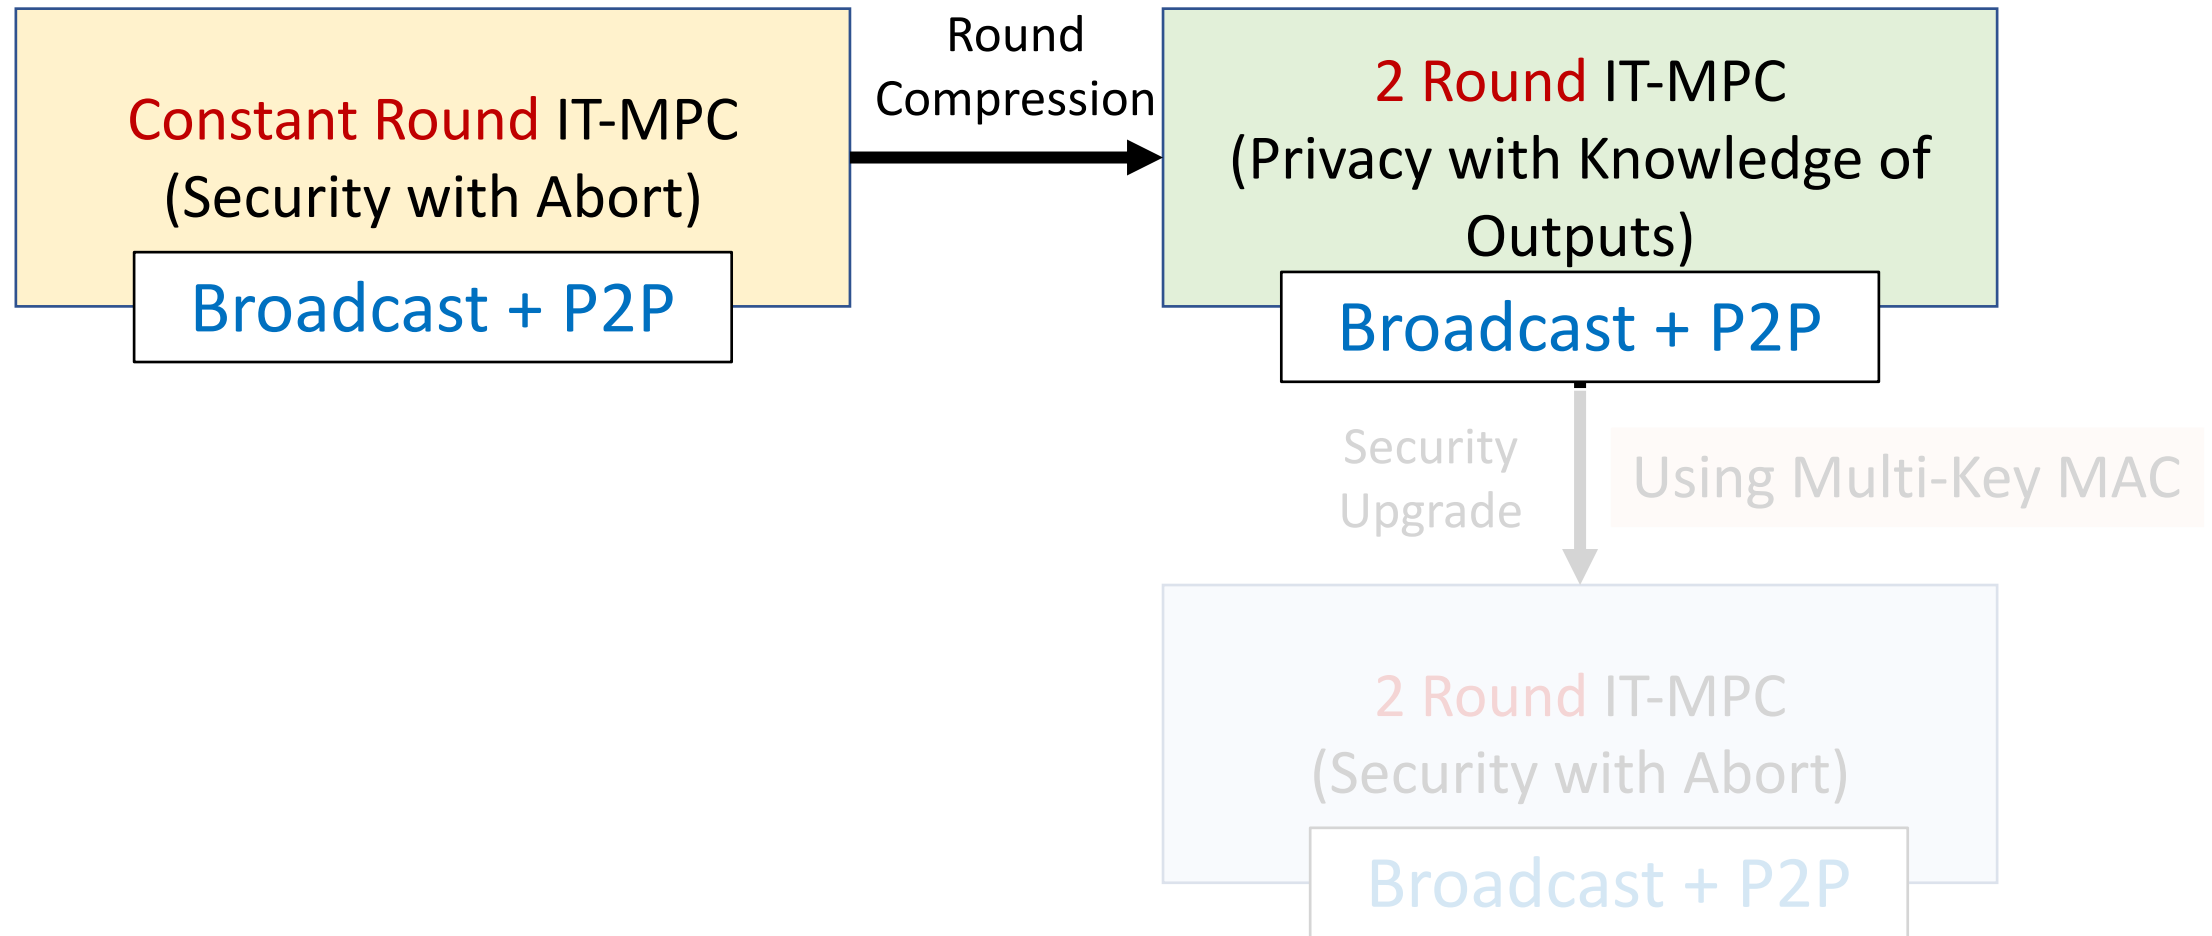 Constant Round IT-MPC
(Security with Abort)
Broadcast + P2P
Round
Compression
2 Round IT-MPC
(Privacy with Knowledge of
Outputs)
Broadcast + P2P
Security
Upgrade
Using Multi-Key MAC
2 Round IT-MPC
(Security with Abort)
Broadcast + P2P